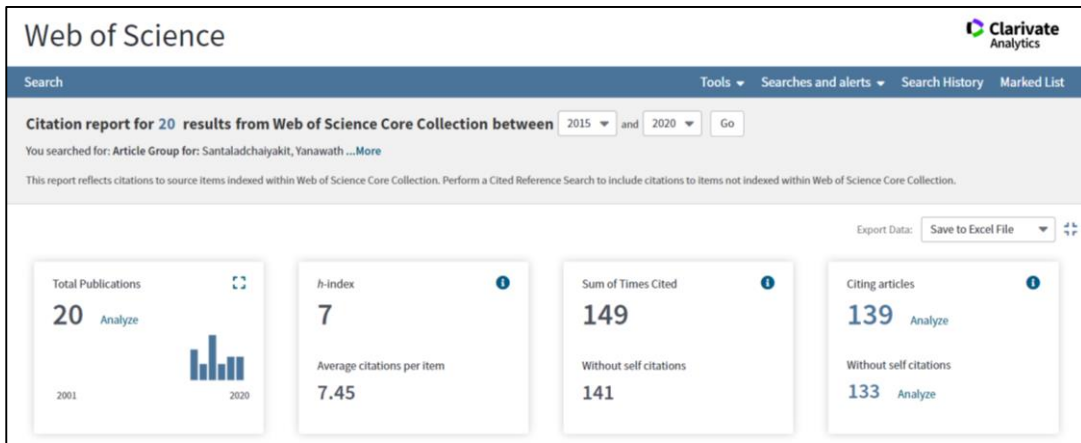 Web of Science
Clarivate
Analytics
Search Tools Searches and alerts Search History Marked List
Citation report for 20 results from Web of Science Core Collection between 2015 and 2020 Go
You searched for: Article Group for: Santaladchaiyakit, Yanawath ...More
This report reflects citations to source items indexed within Web of Science Core Collection. Perform a Cited Reference Search to include citations to items not indexed within Web of Science Core Collection.
Export Data: Save to Excel File
Total Publications
20 Analyze
2001 2020
h-index
7
Average citations per item
7.45
Sum of Times Cited
149
Without self citations
141
Citing articles
139 Analyze
Without self citations
133 Analyze